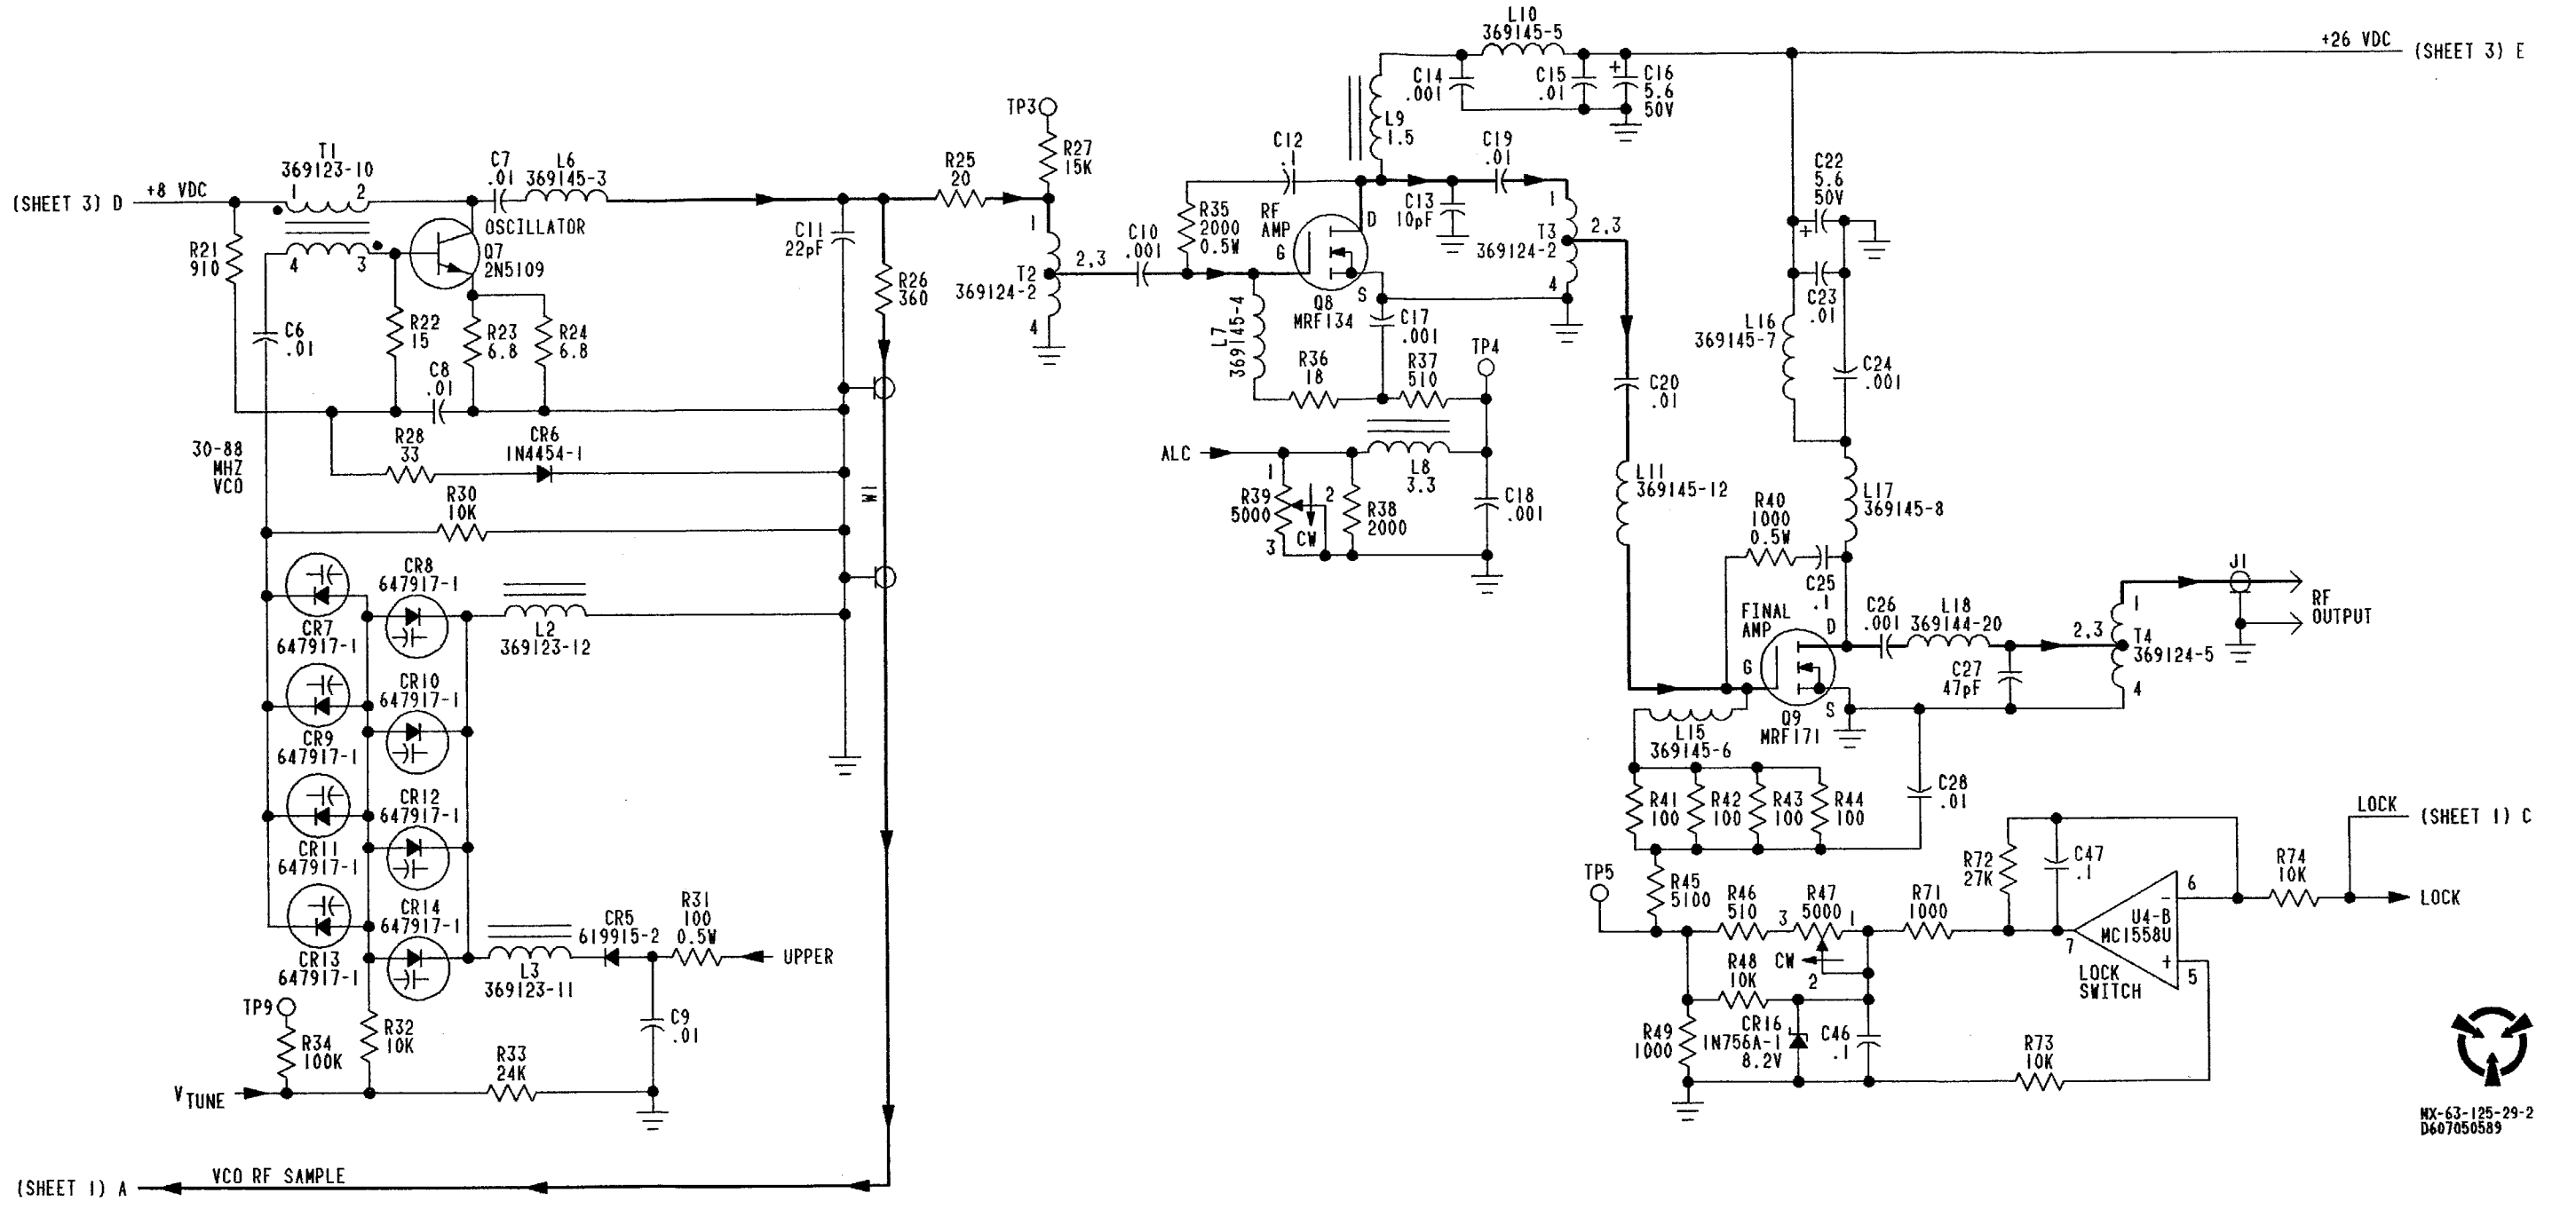 L10
369145-5
+26 VDC
(SHEET 3) E
C14
.001
C15
.01
+
C16
5.6
50V
TP3
R27
15K
L9
1.5
T1
369123-10
1
2
4
3
(SHEET 3) D
+8 VDC
C7
.01
L6
369145-3
OSCILLATOR
Q7
2N5109
R21
910
C6
.01
R22
15
R23
6.8
R24
6.8
C8
.01
R28
33
CR6
1N4454-1
30-88
MHZ
VCO
R30
10K
C11
22pF
R25
20
R26
360
W1
1
T2
369124-2
2,3
4
C10
.001
C12
.1
R35
2000
0.5W
RF
AMP
G
D
S
Q8
MRF134
C19
.01
C13
10pF
1
T3
369124-2
2,3
4
L7
369145-4
C17
.001
R36
18
R37
510
TP4
ALC
1
R39
5000
2
3
CW
R38
2000
L8
3.3
C18
.001
C20
.01
L11
369145-12
C22
5.6
50V
+
C23
.01
L16
369145-7
C24
.001
L17
369145-8
R40
1000
0.5W
C25
.1
FINAL
AMP
D
G
S
Q9
MRF171
C26
.001
L18
369144-20
C27
47pF
2,3
1
T4
369124-5
4
J1
RF
OUTPUT
L15
369145-6
R41
100
R42
100
R43
100
R44
100
C28
.01
CR7
647917-1
CR8
647917-1
CR9
647917-1
CR10
647917-1
CR11
647917-1
CR12
647917-1
CR13
647917-1
CR14
647917-1
L2
369123-12
L3
369123-11
CR5
619915-2
R31
100
0.5W
UPPER
C9
.01
TP9
R34
100K
R32
10K
R33
24K
V TUNE
(SHEET 1) A
VCO RF SAMPLE
TP5
R45
5100
R46
510
3
R47
5000
1
CW
2
R71
1000
R48
10K
R49
1000
CR16
1N756A-1
8.2V
C46
.1
R72
27K
C47
.1
7
U4-B
MC1558U
6
-
+
5
LOCK
SWITCH
R73
10K
R74
10K
LOCK
(SHEET 1) C
LOCK
MX-63-125-29-2
D607050589